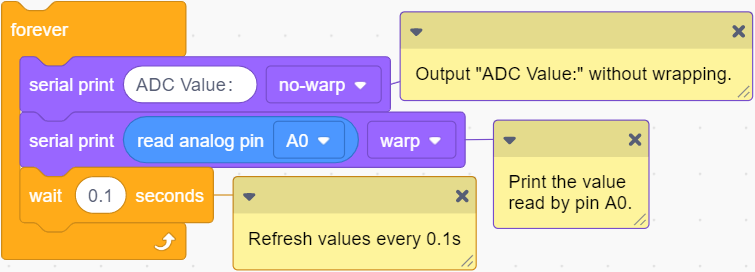 forever
serial print ADC Value: no-warp
Output "ADC Value:" without wrapping.
serial print read analog pin A0 warp
Print the value
read by pin A0.
wait 0.1 seconds
Refresh values every 0.1s